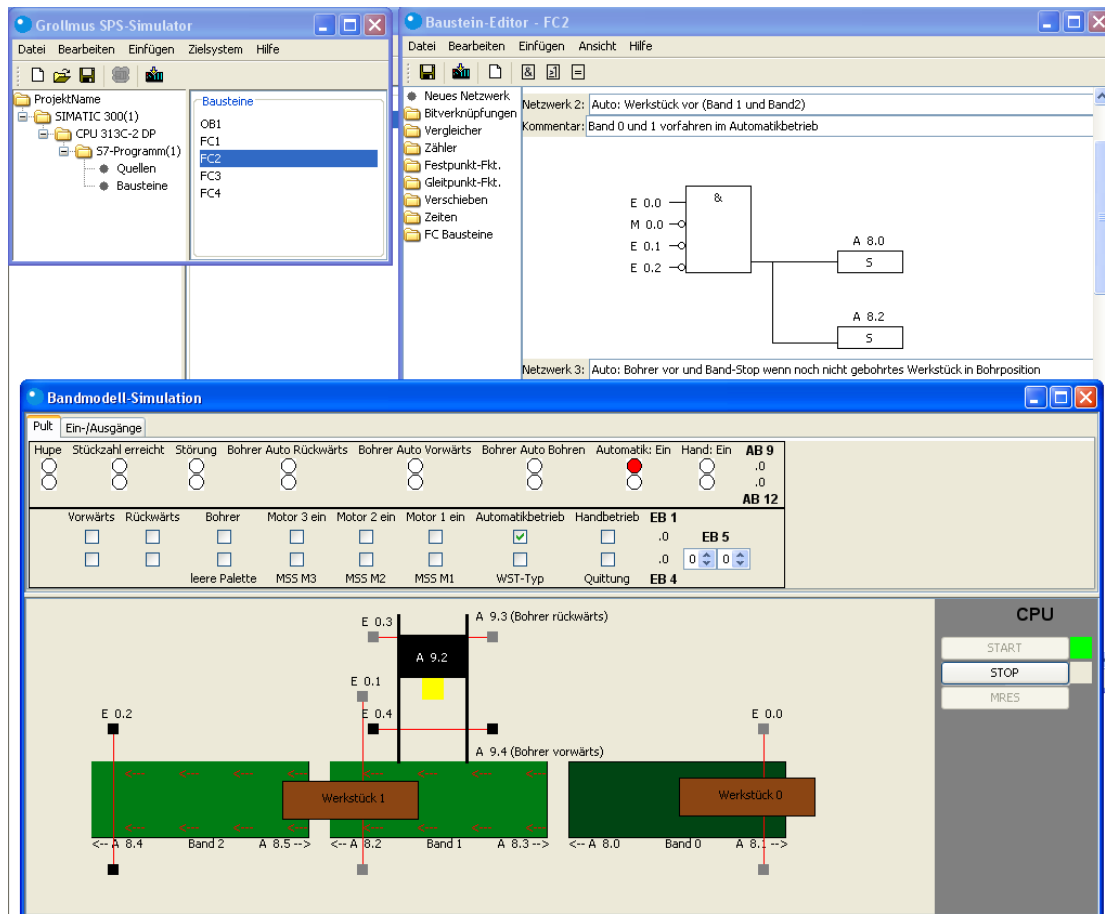 Grollmus SPS-Simulator
Datei Bearbeiten Einfügen Zielsystem Hilfe
ProjektName
SIMATIC 300(1)
CPU 313C-2 DP
S7-Programm(1)
Quellen
Bausteine
Bausteine
OB1
FC1
FC2
FC3
FC4
Baustein-Editor - FC2
Datei Bearbeiten Einfügen Ansicht Hilfe
& ≥1 =
Neues Netzwerk
Bitverknüpfungen
Vergleicher
Zähler
Festpunkt-Fkt.
Gleitpunkt-Fkt.
Verschieben
Zeiten
FC Bausteine
Netzwerk 2: Auto: Werkstück vor (Band 1 und Band2)
Kommentar: Band 0 und 1 vorfahren im Automatikbetrieb
E 0.0 &
M 0.0
E 0.1
E 0.2
A 8.0
S
A 8.2
S
Netzwerk 3: Auto: Bohrer vor und Band-Stop wenn noch nicht gebohrtes Werkstück in Bohrposition
Bandmodell-Simulation
Pult Ein-/Ausgänge
Hupe Stückzahl erreicht Störung Bohrer Auto Rückwärts Bohrer Auto Vorwärts Bohrer Auto Bohren Automatik: Ein Hand: Ein AB 9
.0
.0
AB 12
Vorwärts Rückwärts Bohrer Motor 3 ein Motor 2 ein Motor 1 ein Automatikbetrieb Handbetrieb EB 1
.0 EB 5
.0 0 0
leere Palette MSS M3 MSS M2 MSS M1 WST-Typ Quittung EB 4
CPU
START
STOP
MRES
E 0.3 A 9.3 (Bohrer rückwärts)
A 9.2
E 0.1
E 0.2 E 0.4 E 0.0
A 9.4 (Bohrer vorwärts)
<-- <-- <-- <-- <-- <-- <--
Werkstück 1 Werkstück 0
<-- <-- <-- <-- <-- <-- <--
<-- A 8.4 Band 2 A 8.5 --> <-- A 8.2 Band 1 A 8.3 --> <-- A 8.0 Band 0 A 8.1 -->